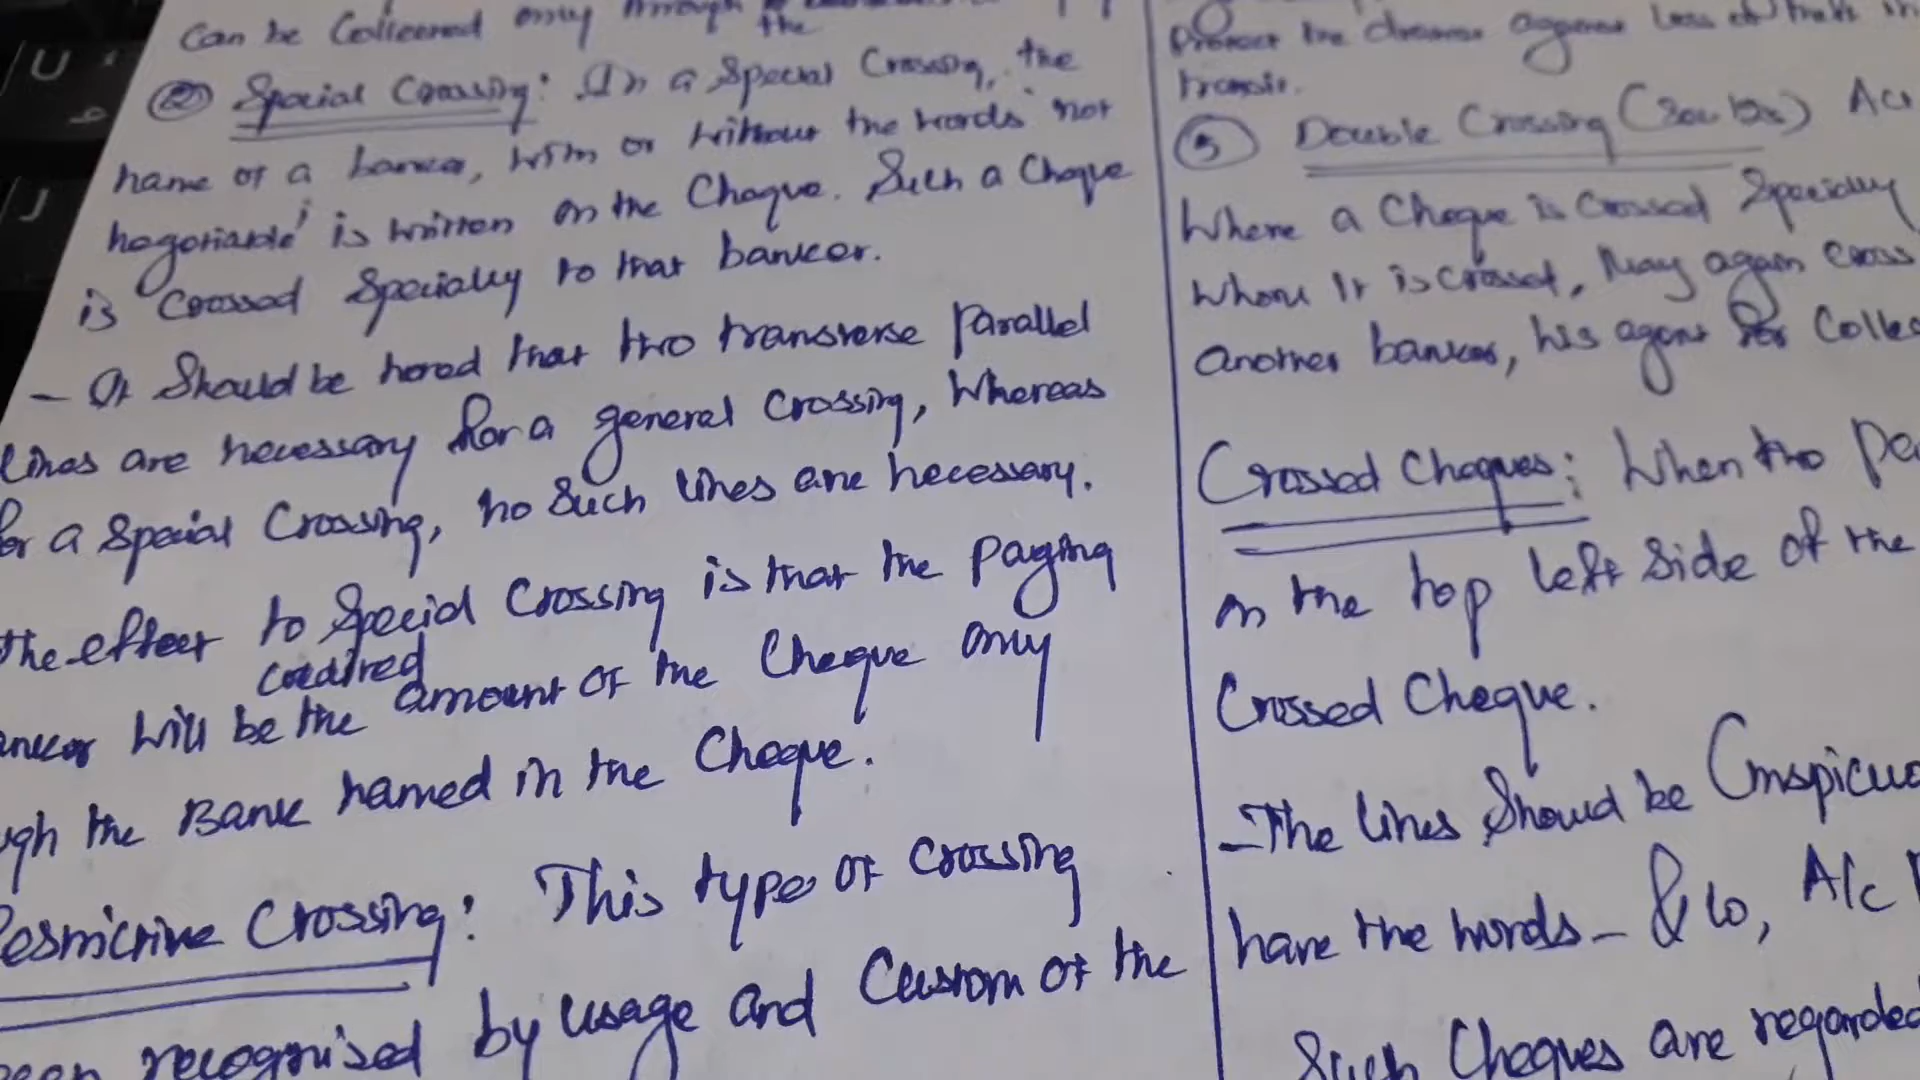 can be collected only through
the
② Special Crossing: In a Special Crossing, the
name of a banker, with or without the words 'not
negotiable' is written on the Cheque. Such a Cheque
is Crossed Specially to that banker.
- It Should be noted that two transverse Parallel
lines are necessary for a general Crossing, Whereas
for a Special Crossing, no Such lines are necessary.
the effect to Special Crossing is that the Paying
credited
will be the amount of the Cheque only
the Bank named in the Cheque.
Restrictive Crossing: This type of Crossing
been recognised by usage and Custom of the
Protect the drawer against loss of theft in
transit.
⑤ Double Crossing (Sec 125)
Where a Cheque is Crossed Specially
whom it is crossed, May again Cross
another banker, his agent for
Crossed Cheques: When two
on the top left side of the
Crossed Cheque.
- The lines Should be
have the words - & Co, A/c
Such Cheques are regarded
U
J